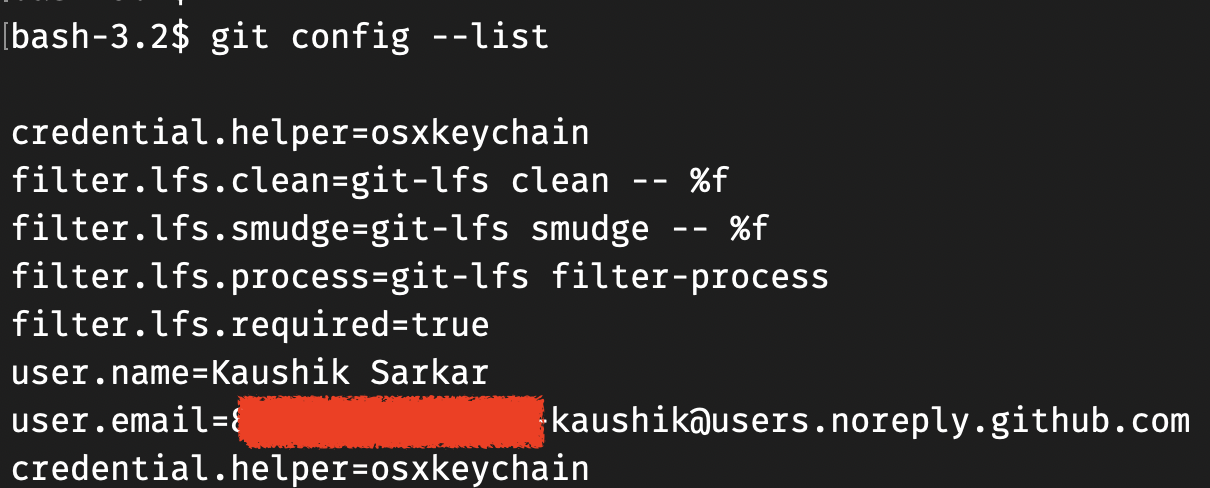 bash-3.2$ git config --list
credential.helper=osxkeychain
filter.lfs.clean=git-lfs clean -- %f
filter.lfs.smudge=git-lfs smudge -- %f
filter.lfs.process=git-lfs filter-process
filter.lfs.required=true
user.name=Kaushik Sarkar
user.email= -kaushik@users.noreply.github.com
credential.helper=osxkeychain